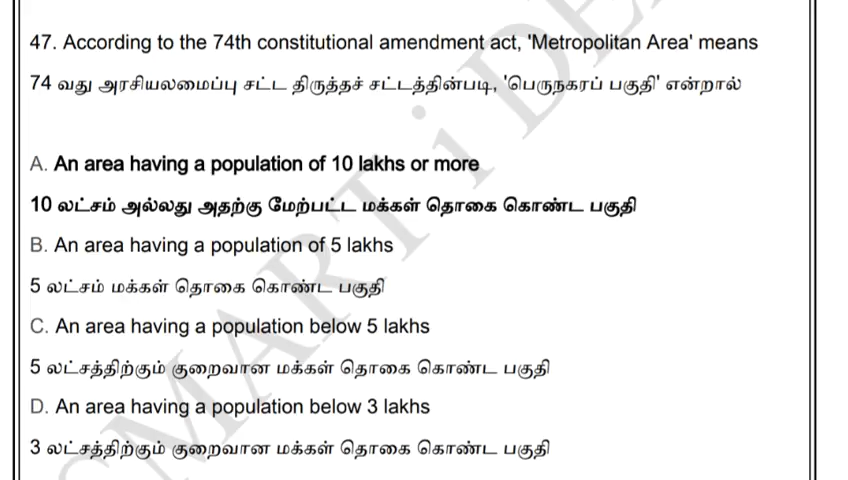 47. According to the 74th constitutional amendment act, 'Metropolitan Area' means
74 வது அரசியலமைப்பு சட்ட திருத்தச் சட்டத்தின்படி, 'பெருநகரப் பகுதி' என்றால்
A. An area having a population of 10 lakhs or more
10 லட்சம் அல்லது அதற்கு மேற்பட்ட மக்கள் தொகை கொண்ட பகுதி
B. An area having a population of 5 lakhs
5 லட்சம் மக்கள் தொகை கொண்ட பகுதி
C. An area having a population below 5 lakhs
5 லட்சத்திற்கும் குறைவான மக்கள் தொகை கொண்ட பகுதி
D. An area having a population below 3 lakhs
3 லட்சத்திற்கும் குறைவான மக்கள் தொகை கொண்ட பகுதி
SMART i DE